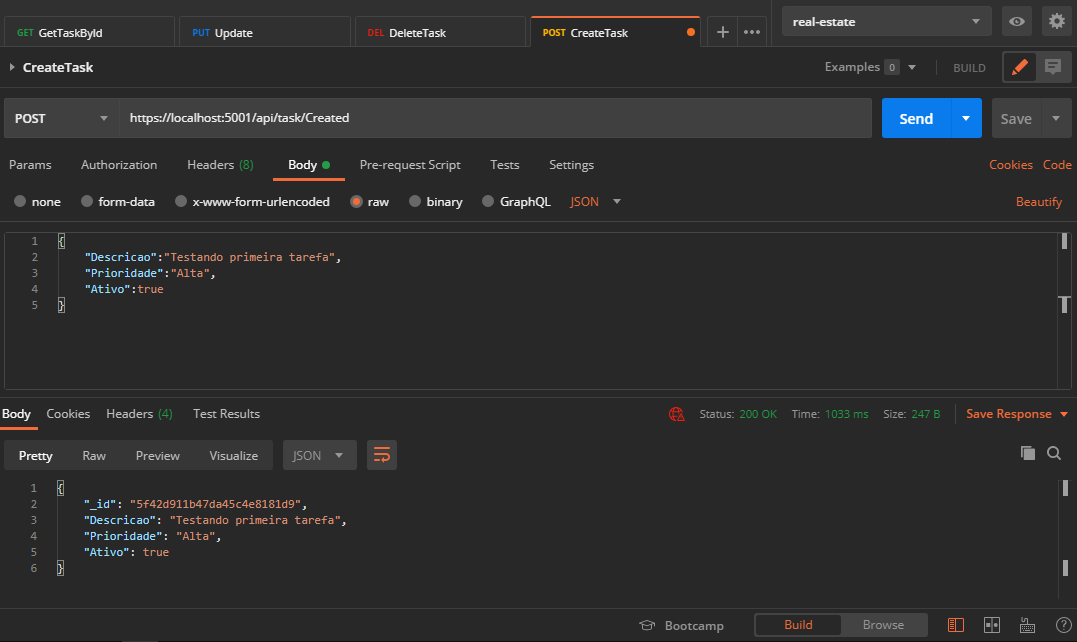 GET GetTaskById PUT Update DEL DeleteTask POST CreateTask real-estate
CreateTask Examples 0 BUILD
POST https://localhost:5001/api/task/Created Send Save
Params Authorization Headers (8) Body Pre-request Script Tests Settings Cookies Code
none form-data x-www-form-urlencoded raw binary GraphQL JSON Beautify
1 {
2 "Descricao":"Testando primeira tarefa",
3 "Prioridade":"Alta",
4 "Ativo":true
5 }
Body Cookies Headers (4) Test Results Status: 200 OK Time: 1033 ms Size: 247 B Save Response
Pretty Raw Preview Visualize JSON
1 {
2 "_id": "5f42d911b47da45c4e8181d9",
3 "Descricao": "Testando primeira tarefa",
4 "Prioridade": "Alta",
5 "Ativo": true
6 }
Bootcamp Build Browse